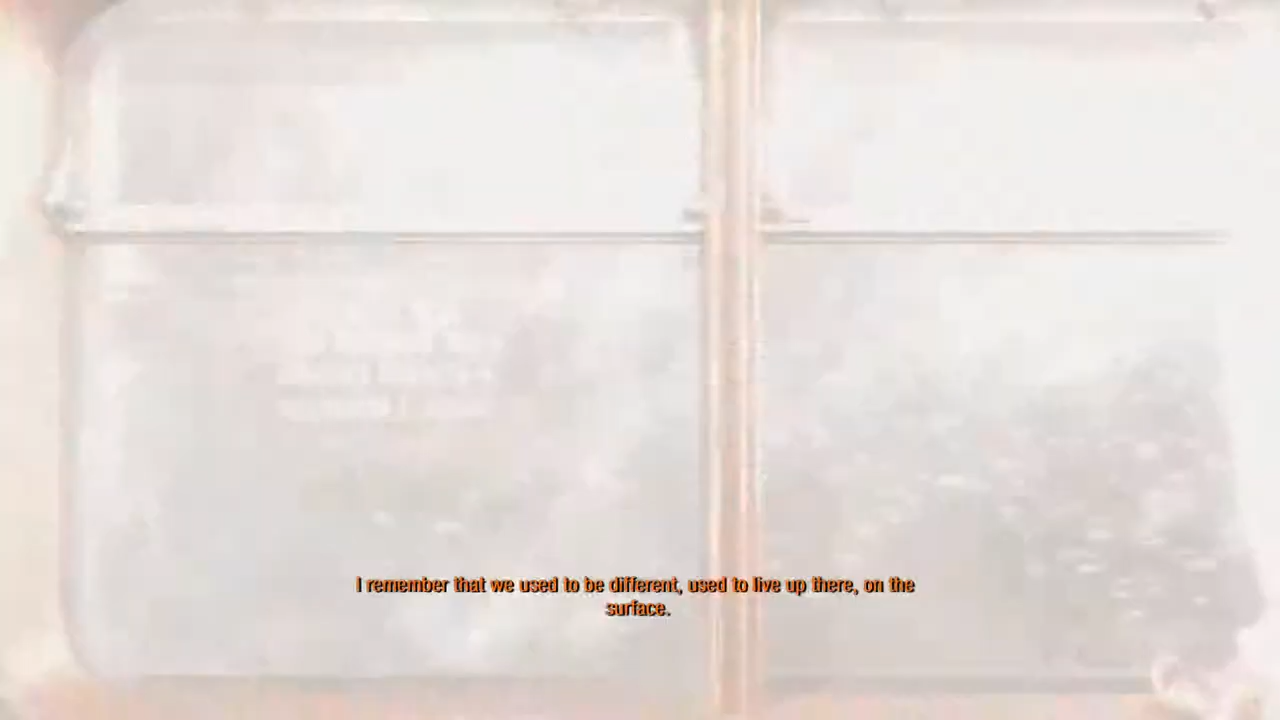 I remember that we used to be different, used to live up there, on the
surface.